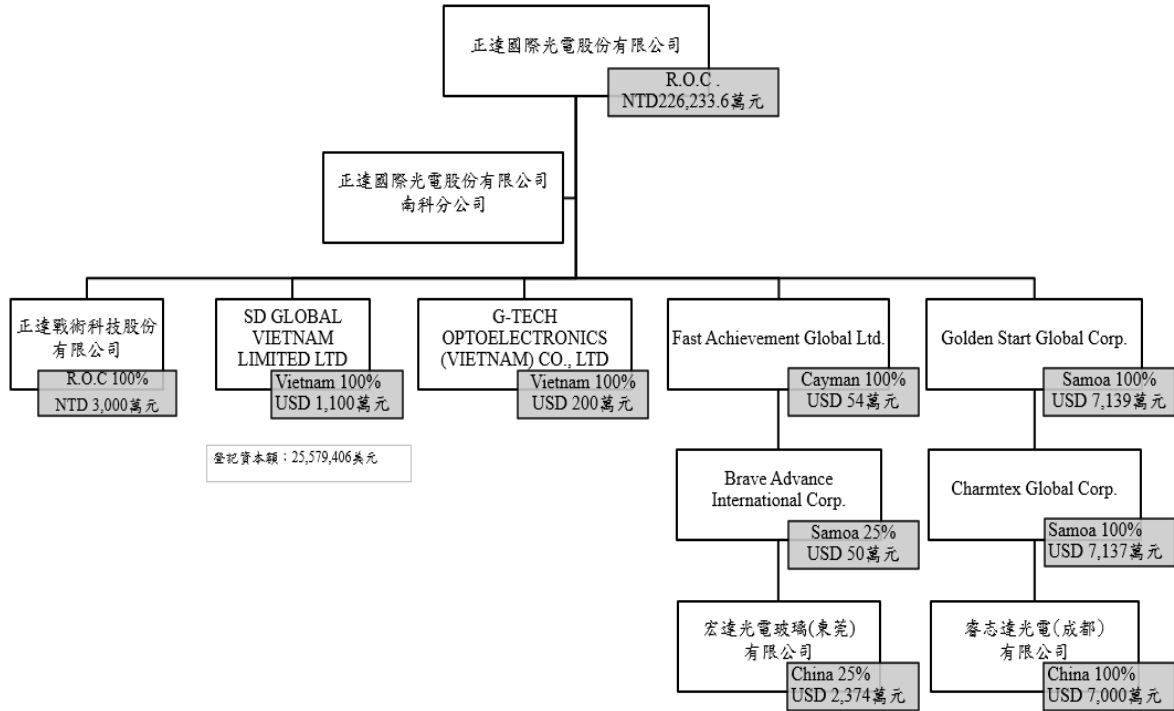 正達國際光電股份有限公司
R.O.C .
NTD226,233.6萬元
正達國際光電股份有限公司
南科分公司
正達戰術科技股份
有限公司
R.O.C 100%
NTD 3,000萬元
SD GLOBAL
VIETNAM
LIMITED LTD
Vietnam 100%
USD 1,100萬元
G-TECH
OPTOELECTRONICS
(VIETNAM) CO., LTD
Vietnam 100%
USD 200萬元
Fast Achievement Global Ltd.
Cayman 100%
USD 54萬元
Golden Start Global Corp.
Samoa 100%
USD 7,139萬元
登記資本額：25,579,406美元
Brave Advance
International Corp.
Samoa 25%
USD 50萬元
Charmtex Global Corp.
Samoa 100%
USD 7,137萬元
宏達光電玻璃(東莞)
有限公司
China 25%
USD 2,374萬元
睿志達光電(成都)
有限公司
China 100%
USD 7,000萬元